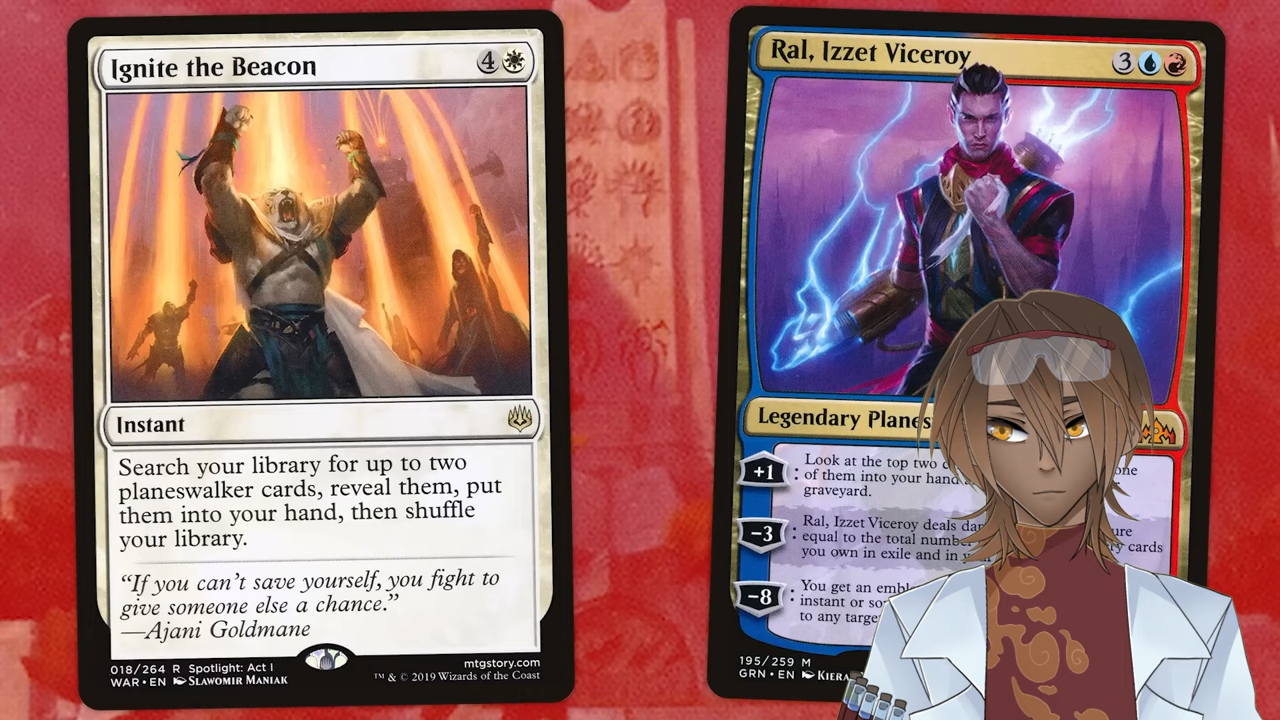 Ignite the Beacon 4
Instant
Search your library for up to two
planeswalker cards, reveal them, put
them into your hand, then shuffle
your library.
“If you can’t save yourself, you fight to
give someone else a chance.”
—Ajani Goldmane
018/264 R Spotlight: Act I
WAR • EN Slawomir Maniak
mtgstory.com
™ & © 2019 Wizards of the Coast
Ral, Izzet Viceroy 3
Legendary Planes
+1 : Look at the top two
of them into your hand
graveyard.
one
-3 : Ral, Izzet Viceroy deals
equal to the total number
you own in exile and in
cards
-8 : You get an
instant or
to any
195/259 M
GRN • EN